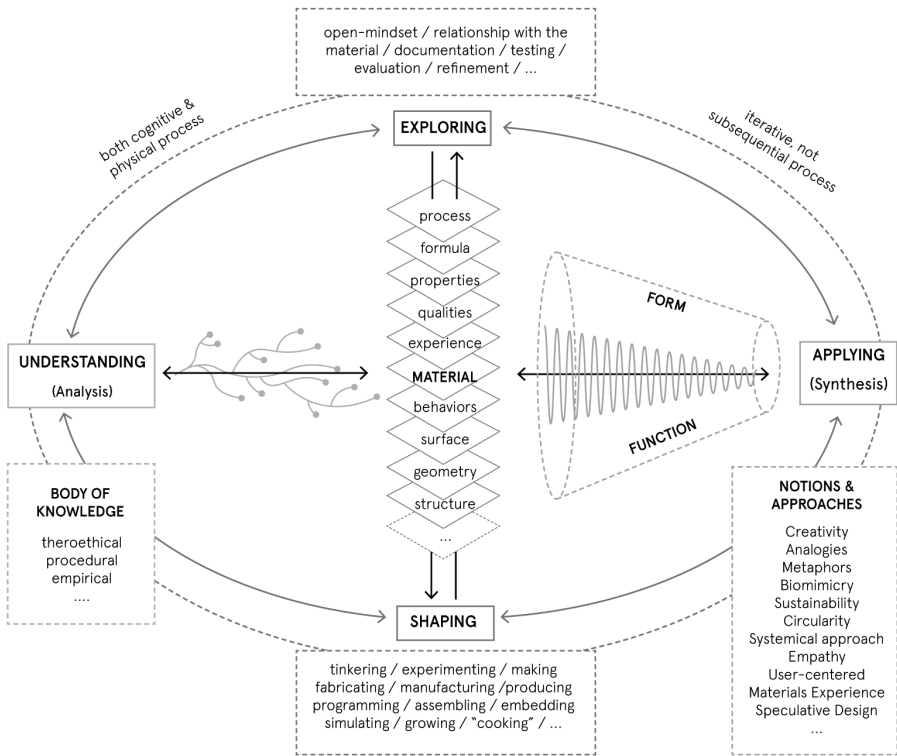 open-mindset / relationship with the
material / documentation / testing /
evaluation / refinement / ...
both cognitive &
physical process
iterative, not
subsequential process
EXPLORING
process
formula
properties
qualities
experience
MATERIAL
behaviors
surface
geometry
structure
...
FORM
FUNCTION
UNDERSTANDING
(Analysis)
APPLYING
(Synthesis)
BODY OF
KNOWLEDGE
theroethical
procedural
empirical
....
NOTIONS &
APPROACHES
Creativity
Analogies
Metaphors
Biomimicry
Sustainability
Circularity
Systemical approach
Empathy
User-centered
Materials Experience
Speculative Design
...
SHAPING
tinkering / experimenting / making
fabricating / manufacturing /producing
programming / assembling / embedding
simulating / growing / “cooking” / ...